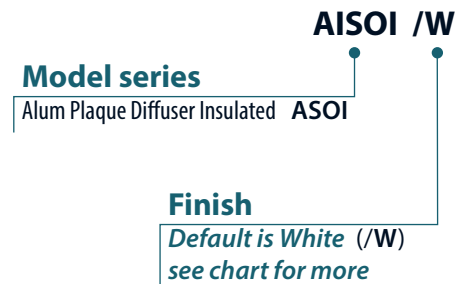 AISOI /W
Model series
Alum Plaque Diffuser Insulated ASOI
Finish
Default is White (/W)
see chart for more